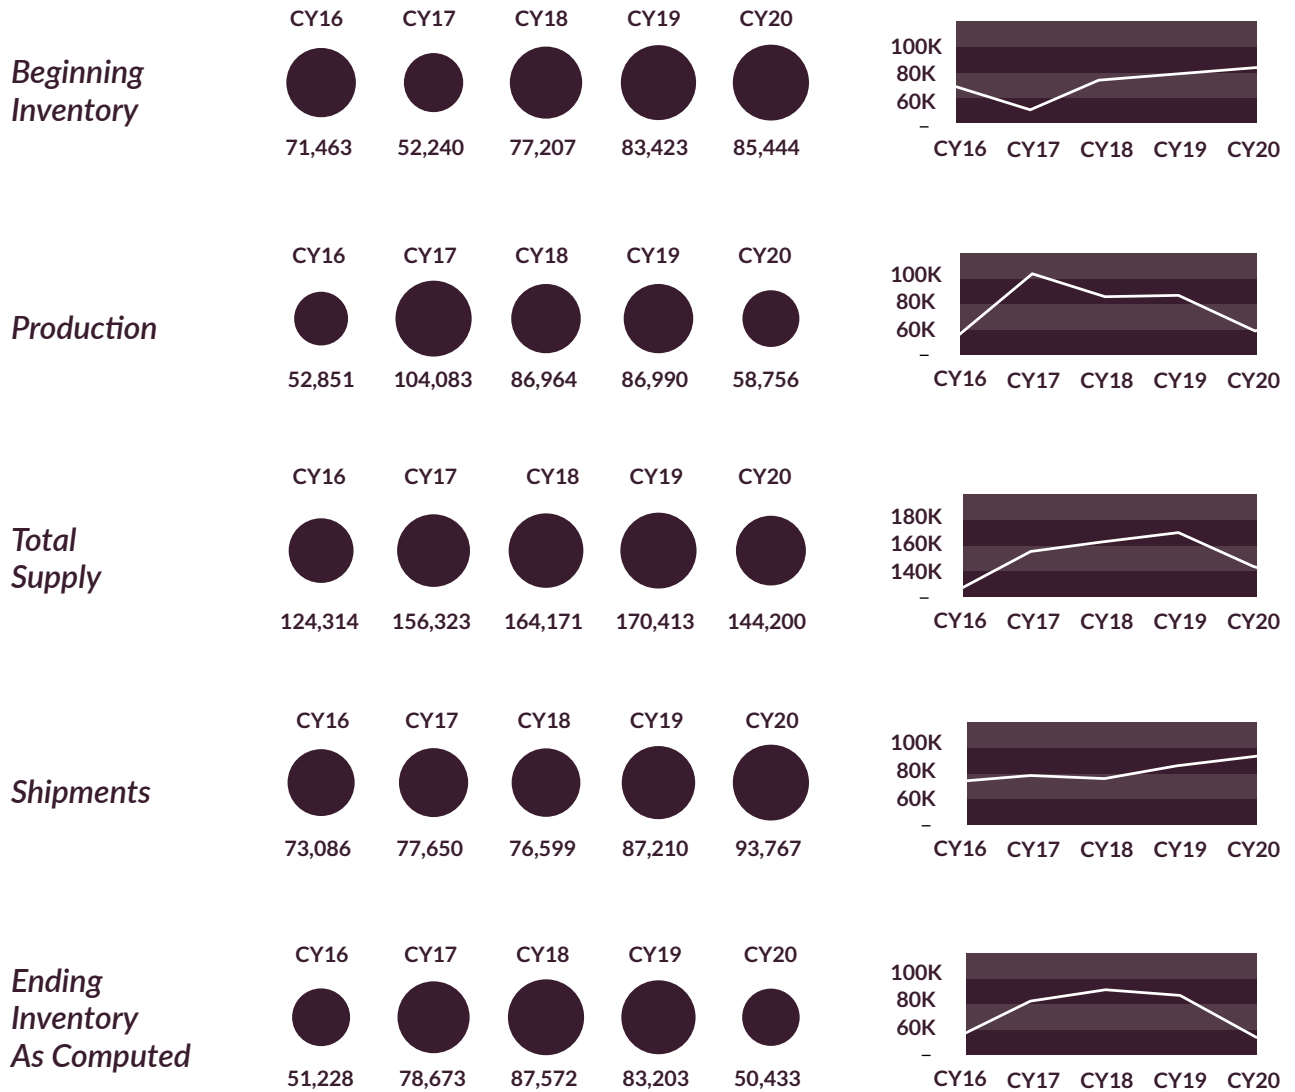 CY16 CY17 CY18 CY19 CY20
Beginning
Inventory
71,463 52,240 77,207 83,423 85,444
100K
80K
60K
–
CY16 CY17 CY18 CY19 CY20
CY16 CY17 CY18 CY19 CY20
Production
52,851 104,083 86,964 86,990 58,756
100K
80K
60K
–
CY16 CY17 CY18 CY19 CY20
CY16 CY17 CY18 CY19 CY20
Total
Supply
124,314 156,323 164,171 170,413 144,200
180K
160K
140K
–
CY16 CY17 CY18 CY19 CY20
CY16 CY17 CY18 CY19 CY20
Shipments
73,086 77,650 76,599 87,210 93,767
100K
80K
60K
–
CY16 CY17 CY18 CY19 CY20
CY16 CY17 CY18 CY19 CY20
Ending
Inventory
As Computed
51,228 78,673 87,572 83,203 50,433
100K
80K
60K
–
CY16 CY17 CY18 CY19 CY20